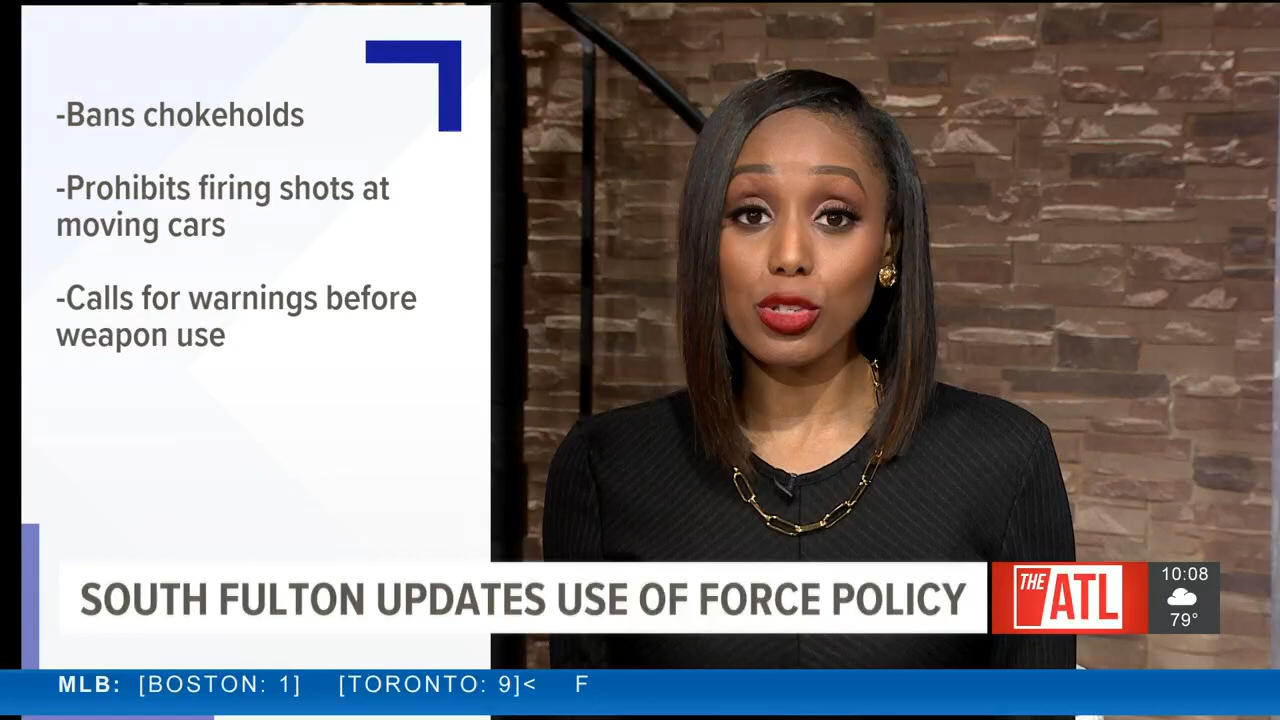 -Bans chokeholds
-Prohibits firing shots at
moving cars
-Calls for warnings before
weapon use
SOUTH FULTON UPDATES USE OF FORCE POLICY
THE
ATL
10:08
79°
MLB: [BOSTON: 1] [TORONTO: 9]< F